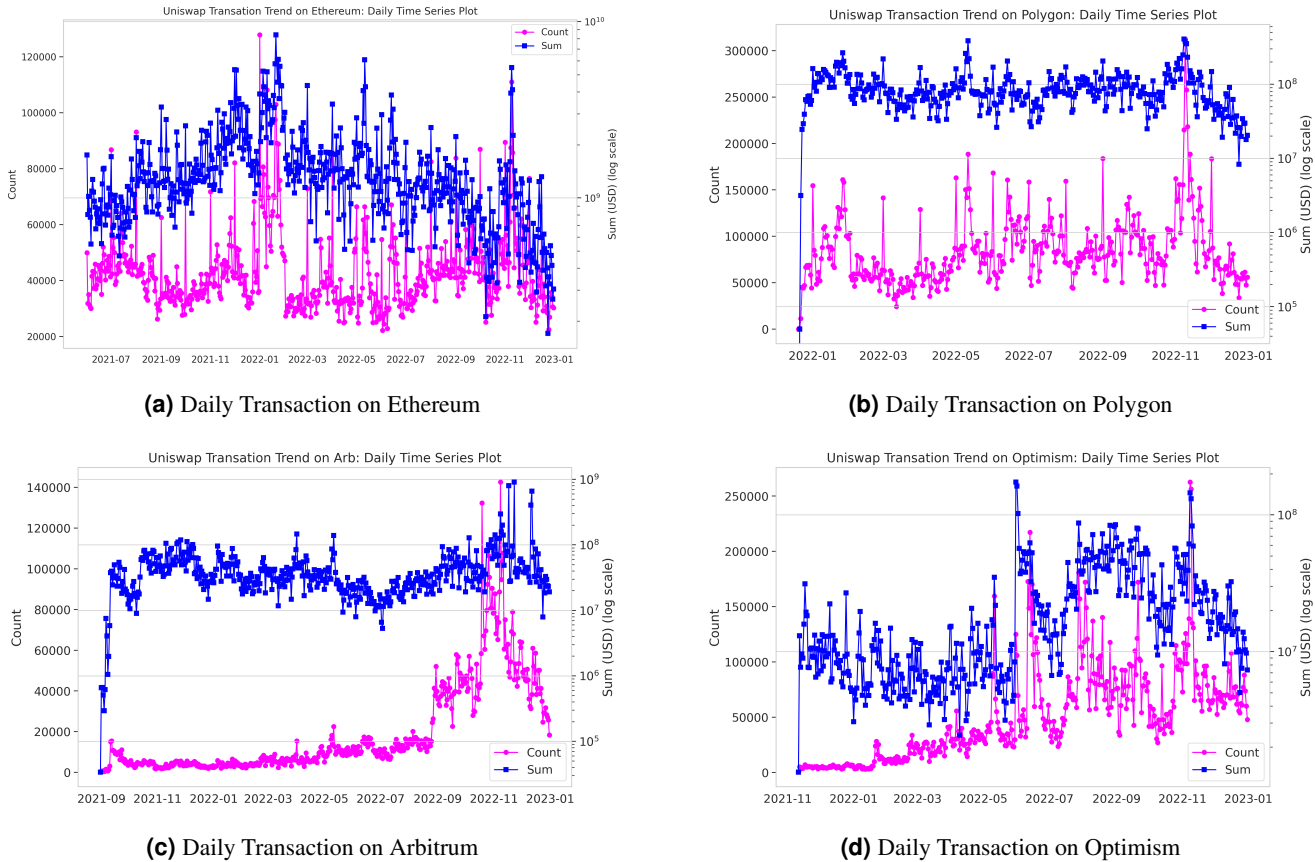 Uniswap Transation Trend on Ethereum: Daily Time Series Plot
Count
Sum
10^10
10^9
120000
100000
80000
60000
40000
20000
Count
Sum (USD) (log scale)
2021-07 2021-09 2021-11 2022-01 2022-03 2022-05 2022-07 2022-09 2022-11 2023-01
(a) Daily Transaction on Ethereum
Uniswap Transaction Trend on Polygon: Daily Time Series Plot
300000
250000
200000
150000
100000
50000
0
Count
10^8
10^7
10^6
10^5
Sum (USD) (log scale)
Count
Sum
2022-01 2022-03 2022-05 2022-07 2022-09 2022-11 2023-01
(b) Daily Transaction on Polygon
Uniswap Transation Trend on Arb: Daily Time Series Plot
140000
120000
100000
80000
60000
40000
20000
0
Count
10^9
10^8
10^7
10^6
10^5
Sum (USD) (log scale)
Count
Sum
2021-09 2021-11 2022-01 2022-03 2022-05 2022-07 2022-09 2022-11 2023-01
(c) Daily Transaction on Arbitrum
Uniswap Transation Trend on Optimism: Daily Time Series Plot
250000
200000
150000
100000
50000
0
Count
10^8
10^7
Sum (USD) (log scale)
Count
Sum
2021-11 2022-01 2022-03 2022-05 2022-07 2022-09 2022-11 2023-01
(d) Daily Transaction on Optimism